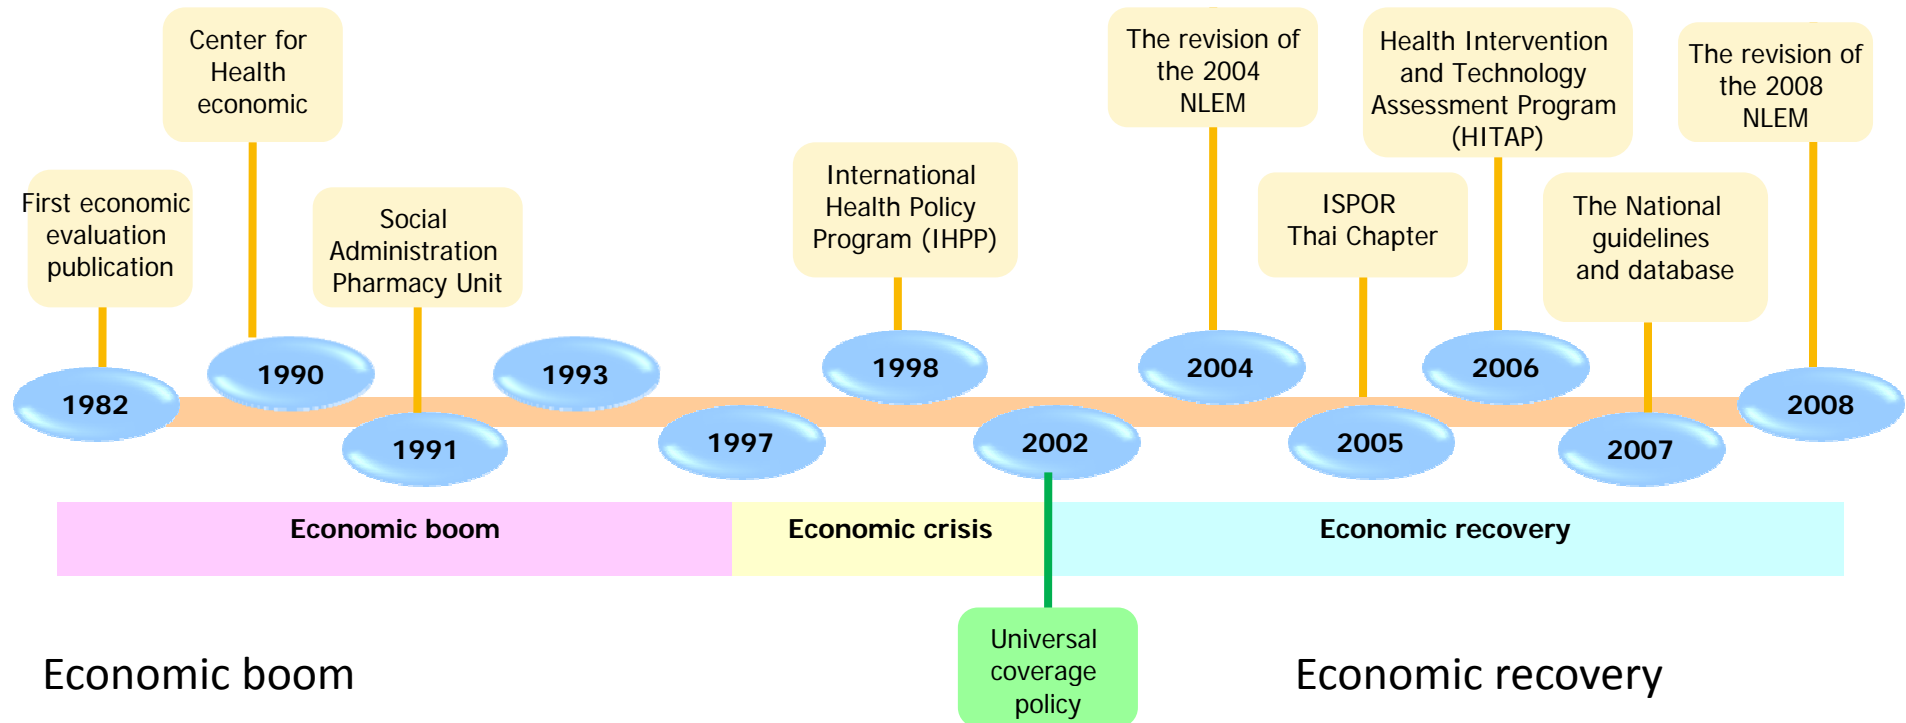 Center for
Health
economic
The revision of
the 2004
NLEM
Health Intervention
and Technology
Assessment Program
(HITAP)
The revision of
the 2008
NLEM
First economic
evaluation
publication
Social
Administration
Pharmacy Unit
International
Health Policy
Program (IHPP)
ISPOR
Thai Chapter
The National
guidelines
and database
1982
1990
1991
1993
1997
1998
2002
2004
2005
2006
2007
2008
Economic boom
Economic crisis
Economic recovery
Universal
coverage
policy
Economic boom
Economic recovery